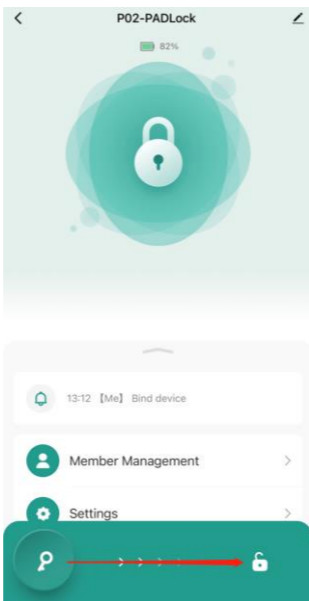 P02-PADLock
82%
13:12 【Me】 Bind device
Member Management
Settings